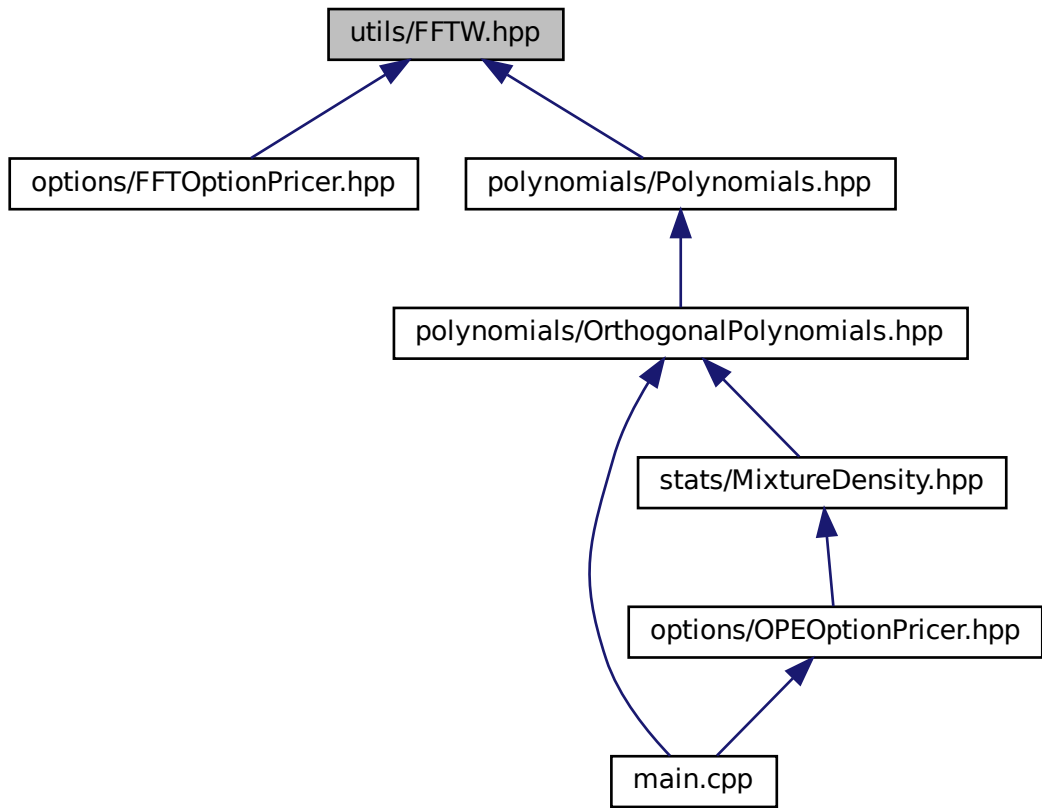 utils/FFTW.hpp
options/FFTOptionPricer.hpp
polynomials/Polynomials.hpp
polynomials/OrthogonalPolynomials.hpp
stats/MixtureDensity.hpp
options/OPEOptionPricer.hpp
main.cpp